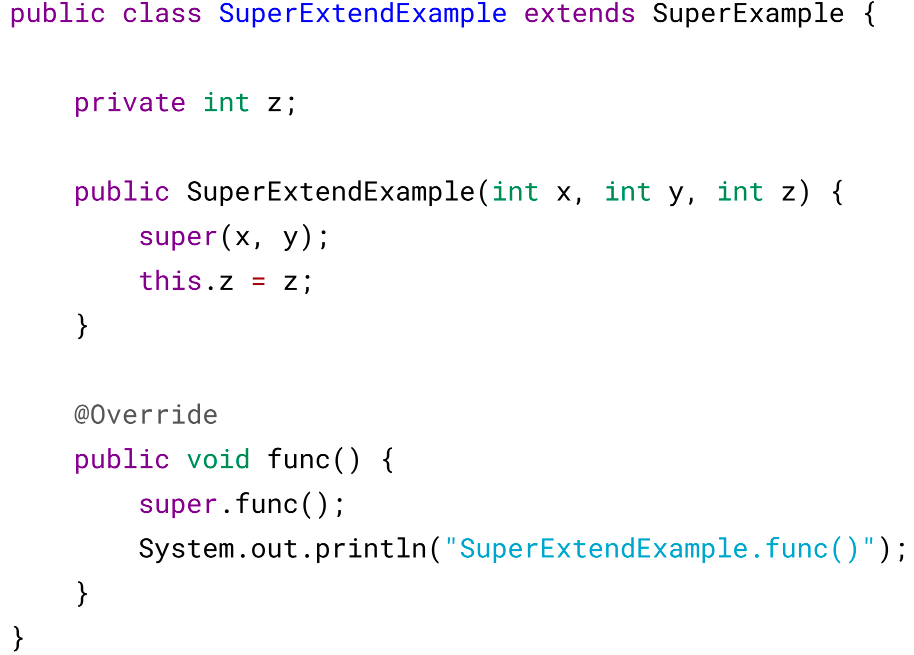 public class SuperExtendExample extends SuperExample {

    private int z;

    public SuperExtendExample(int x, int y, int z) {
        super(x, y);
        this.z = z;
    }

    @Override
    public void func() {
        super.func();
        System.out.println("SuperExtendExample.func()");
    }
}